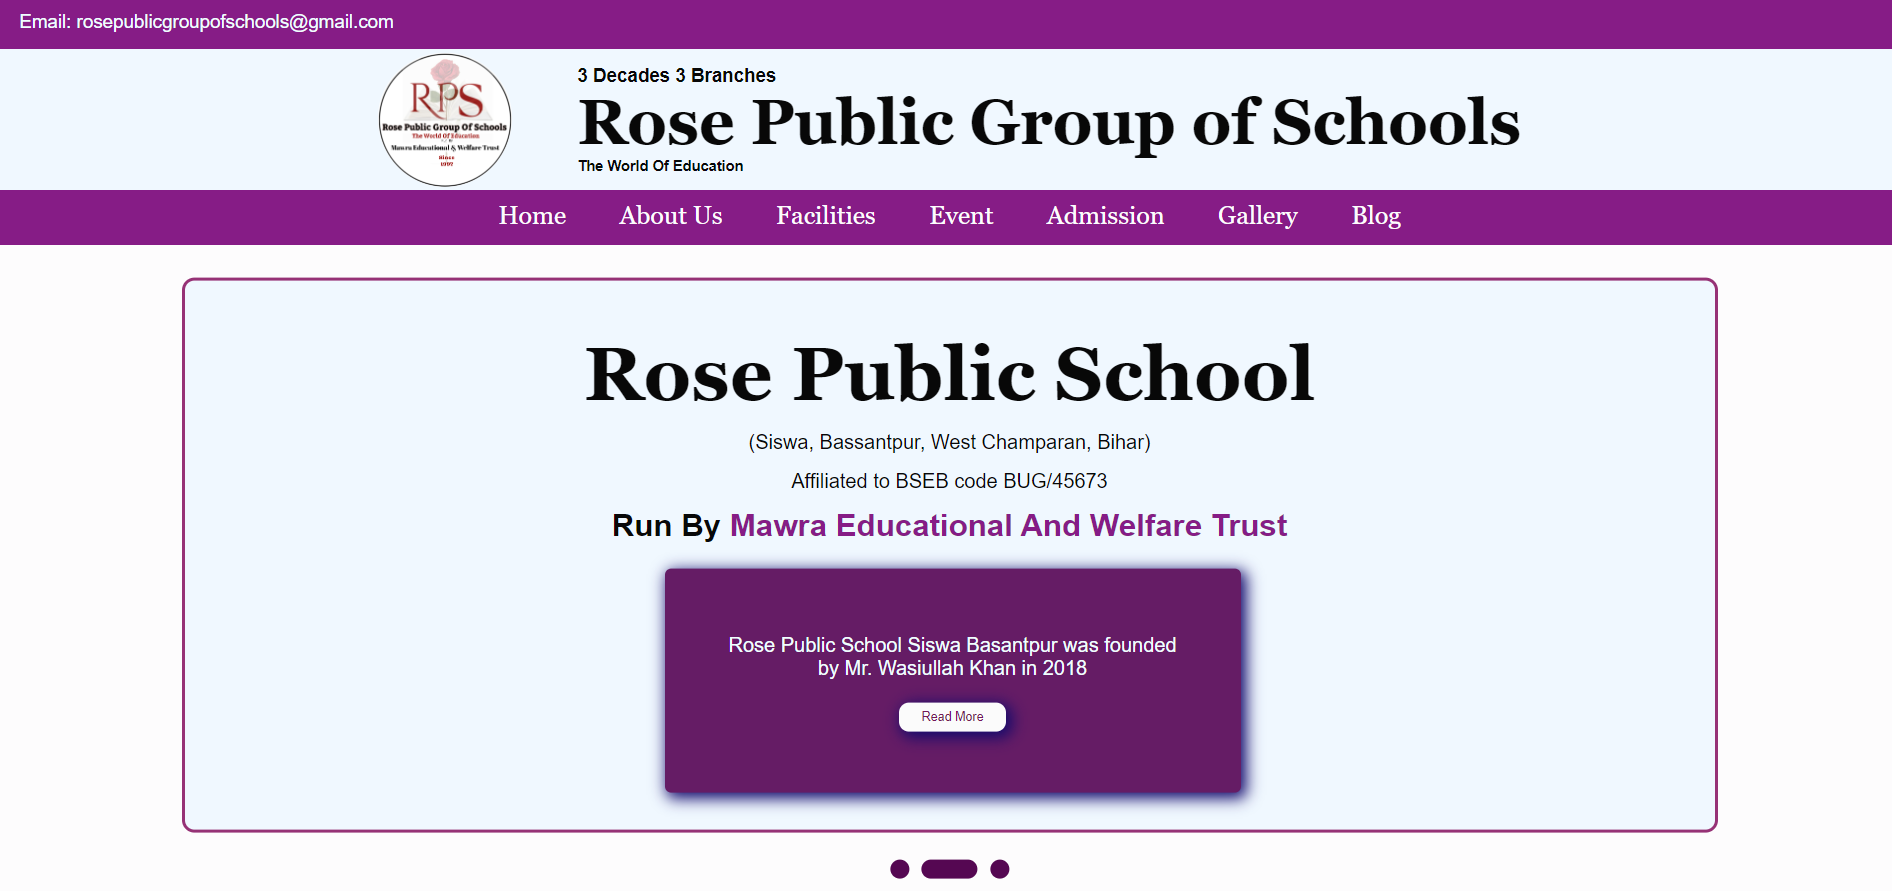 Email: rosepublicgroupofschools@gmail.com
RPS
Rose Public Group Of Schools
The World Of Education
Mawra Educational & Welfare Trust
Since
1997
3 Decades 3 Branches
Rose Public Group of Schools
The World Of Education
Home About Us Facilities Event Admission Gallery Blog
Rose Public School
(Siswa, Bassantpur, West Champaran, Bihar)
Affiliated to BSEB code BUG/45673
Run By Mawra Educational And Welfare Trust
Rose Public School Siswa Basantpur was founded
by Mr. Wasiullah Khan in 2018
Read More